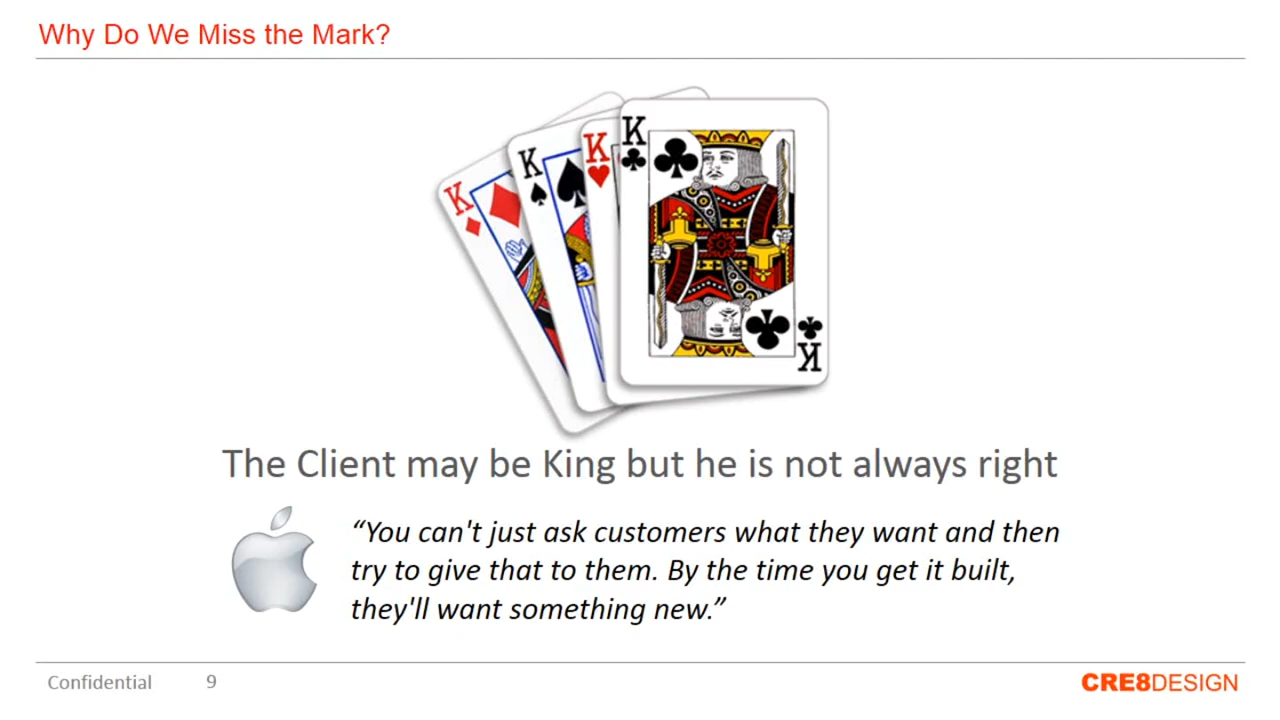 Why Do We Miss the Mark?
K
K
K
K
K
The Client may be King but he is not always right
“You can't just ask customers what they want and then
try to give that to them. By the time you get it built,
they'll want something new.”
Confidential 9 CRE8DESIGN